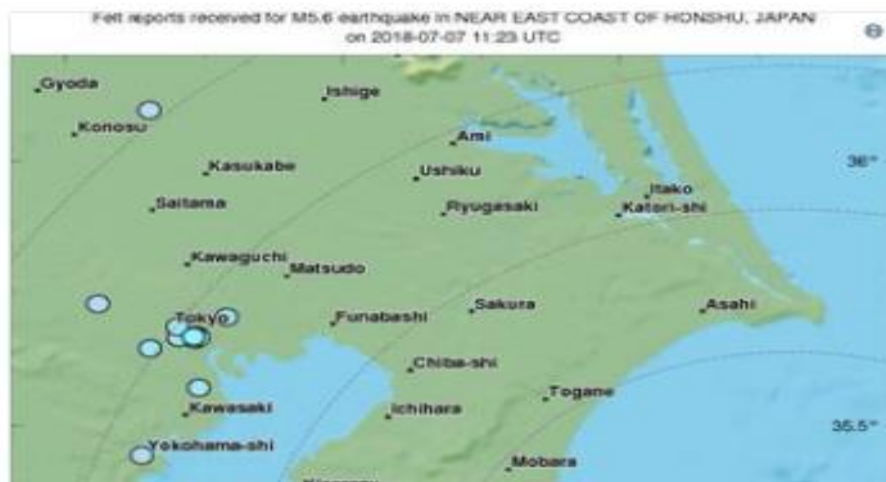 Felt reports received for M5.6 earthquake in NEAR EAST COAST OF HONSHU, JAPAN
on 2018-07-07 11:23 UTC
Gyoda
Ishige
Konosu
Ami
36°
Kasukabe
Ushiku
Itako
Saitama
Ryugasaki
Katori-shi
Kawaguchi
Matsudo
Tokyo
Funabashi
Sakura
Asahi
Chiba-shi
Togane
Kawasaki
Ichihara
35.5°
Yokohama-shi
Mobara